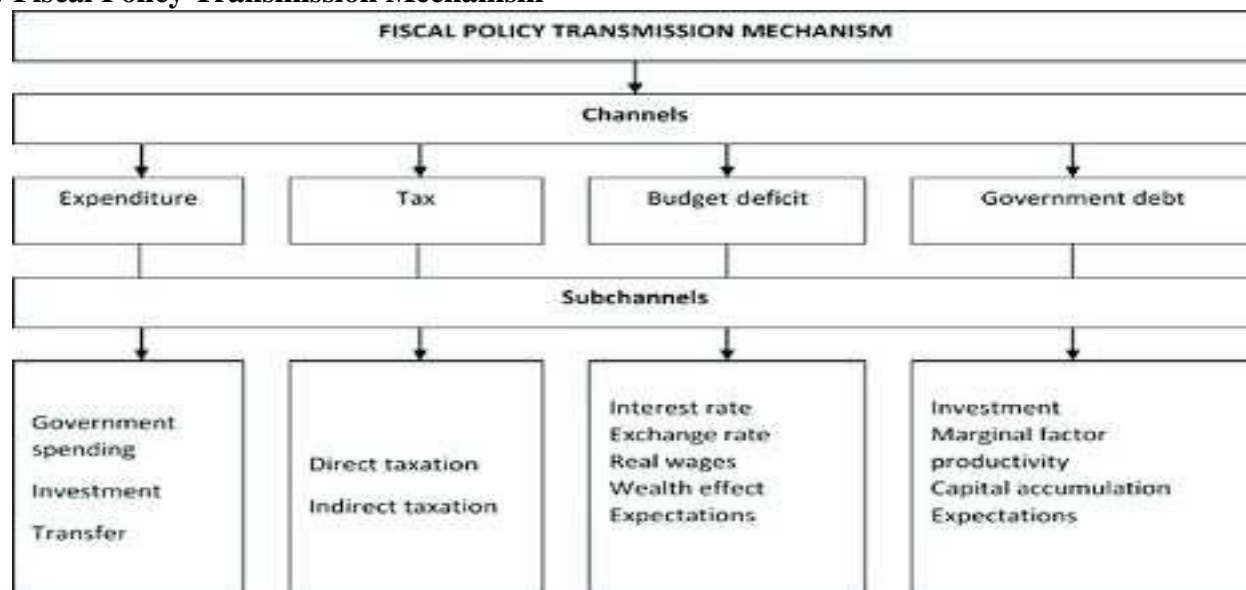 Fiscal Policy Transmission Mechanism
FISCAL POLICY TRANSMISSION MECHANISM
Channels
Expenditure
Tax
Budget deficit
Government debt
Subchannels
Government
spending
Investment
Transfer
Direct taxation
Indirect taxation
Interest rate
Exchange rate
Real wages
Wealth effect
Expectations
Investment
Marginal factor
productivity
Capital accumulation
Expectations